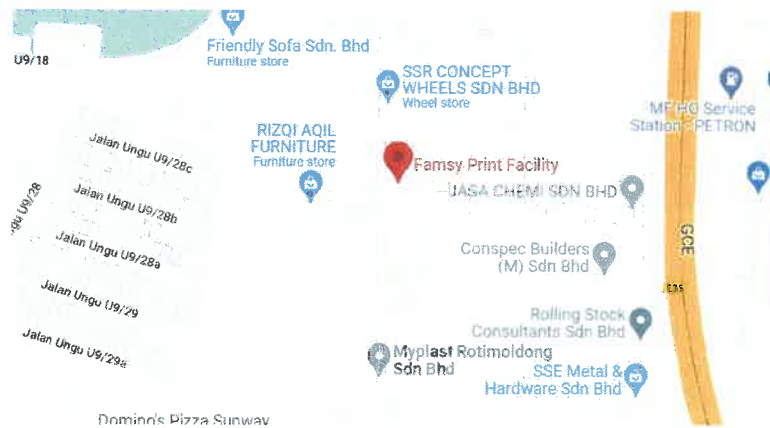 U9/18
Friendly Sofa Sdn. Bhd
Furniture store
SSR CONCEPT
WHEELS SDN BHD
Wheel store
MF HQ Service
Station - PETRON
RIZQI AQIL
FURNITURE
Furniture store
Jalan Ungu U9/28c
Famsy Print Facility
JASA CHEMI SDN BHD
Jalan Ungu U9/28b
Jalan Ungu U9/28a
GCE
Conspec Builders
(M) Sdn Bhd
Jalan Ungu U9/29
Rolling Stock
Consultants Sdn Bhd
Jalan Ungu U9/29a
Myplast Rotimoldong
Sdn Bhd
SSE Metal &
Hardware Sdn Bhd
Domino's Pizza Sunway